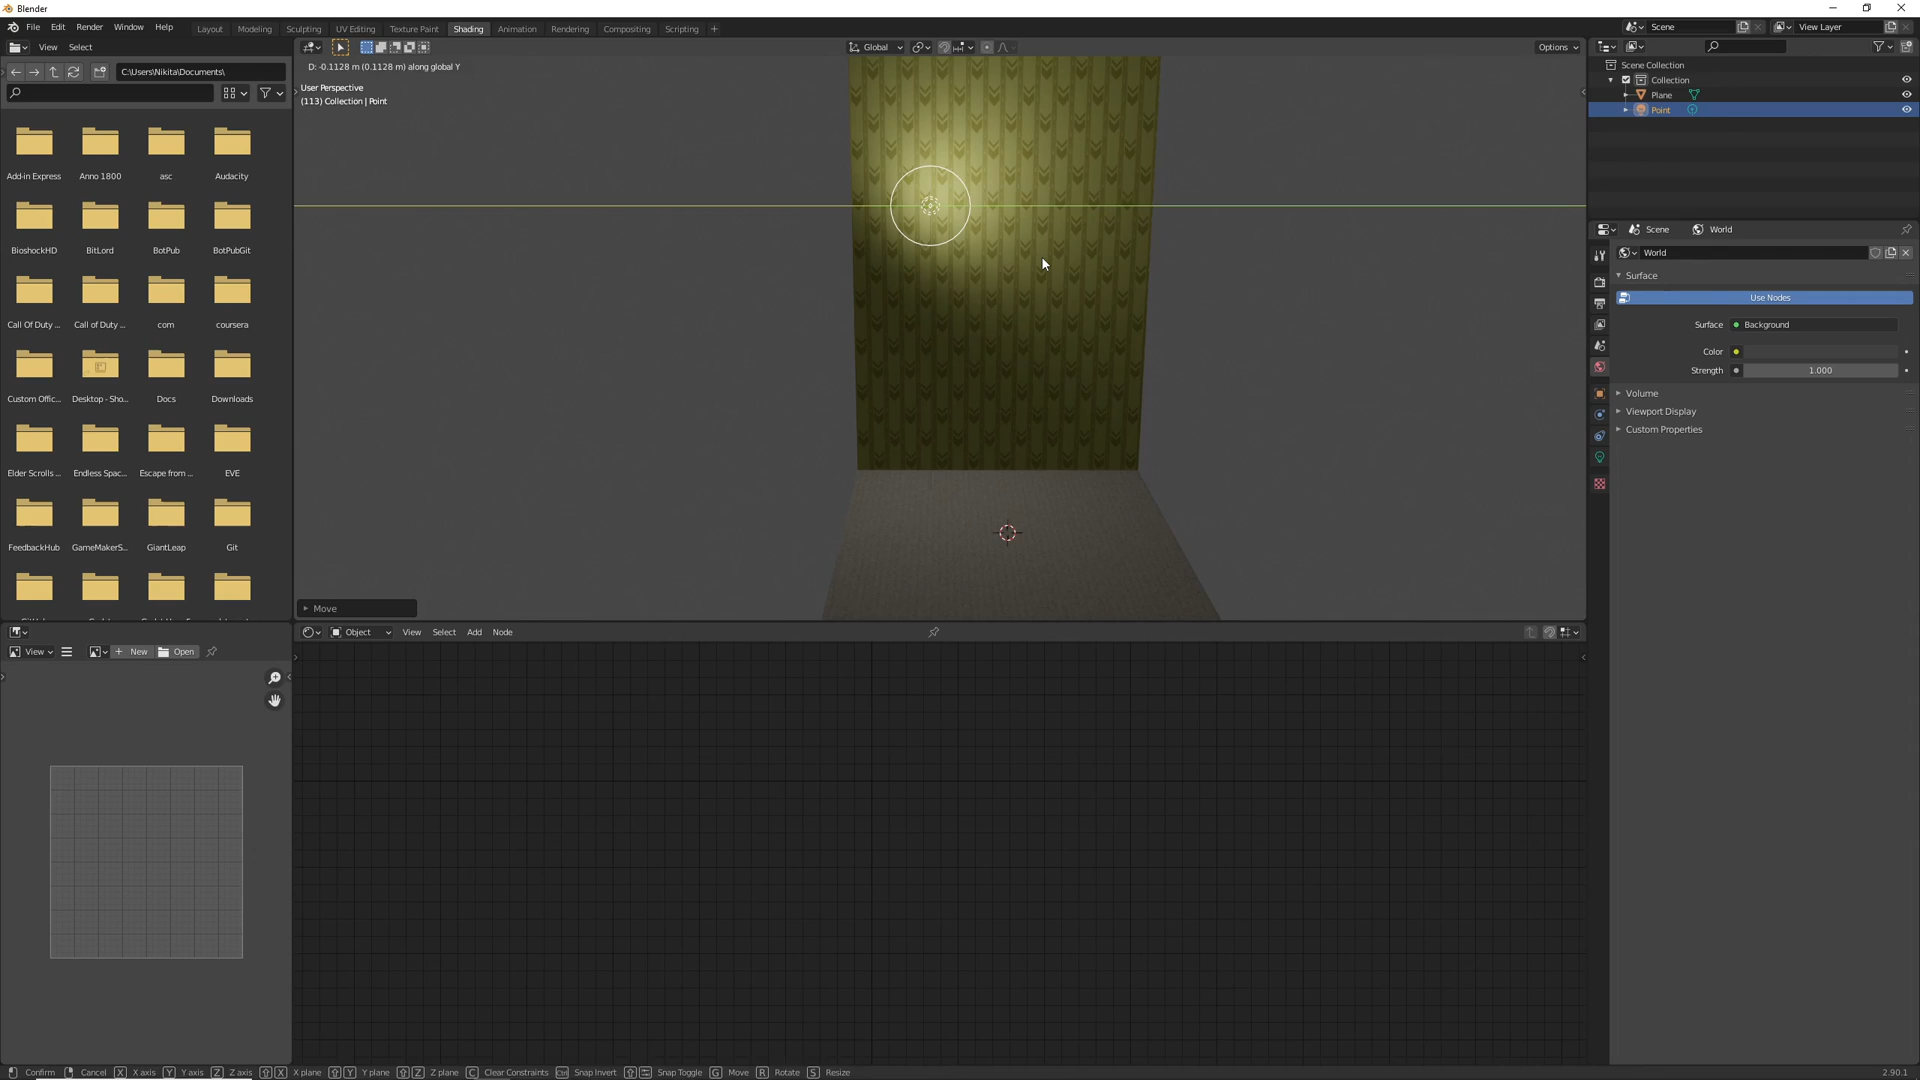 Blender
File Edit Render Window Help
Layout Modeling Sculpting UV Editing Texture Paint Shading Animation Rendering Compositing Scripting +
Scene
View Layer
View Select
Global
Options
C:\Users\Nikita\Documents\
D: -0.1128 m (0.1128 m) along global Y
User Perspective
(113) Collection | Point
Scene Collection
Collection
Plane
Point
Add-in Express Anno 1800 asc Audacity
BioshockHD BitLord BotPub BotPubGit
Call Of Duty ... Call of Duty ... com coursera
Custom Offic... Desktop - Sho... Docs Downloads
Elder Scrolls ... Endless Spac... Escape from ... EVE
FeedbackHub GameMakerS... GiantLeap Git
Scene World
World
Surface
Use Nodes
Surface Background
Color
Strength 1.000
Volume
Viewport Display
Custom Properties
Move
Object View Select Add Node
View New Open
Confirm Cancel X X axis Y Y axis Z Z axis X X plane Y Y plane Z Z plane C Clear Constraints Ctrl Snap Invert Snap Toggle G Move R Rotate S Resize
2.90.1